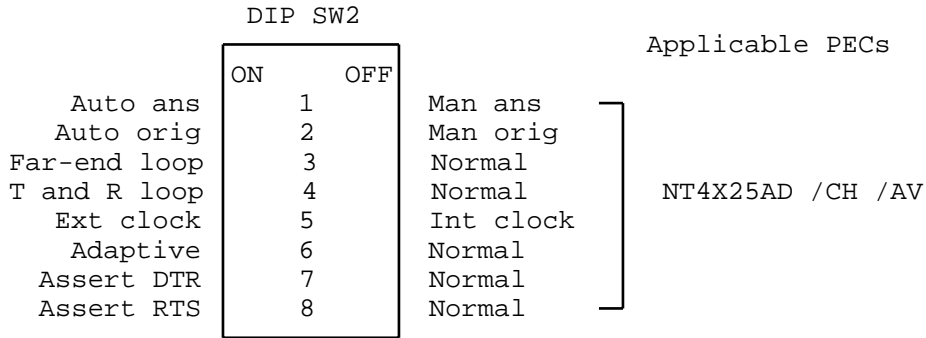 DIP SW2
Applicable PECs
ON OFF
Auto ans 1 Man ans
Auto orig 2 Man orig
Far-end loop 3 Normal
T and R loop 4 Normal NT4X25AD /CH /AV
Ext clock 5 Int clock
Adaptive 6 Normal
Assert DTR 7 Normal
Assert RTS 8 Normal